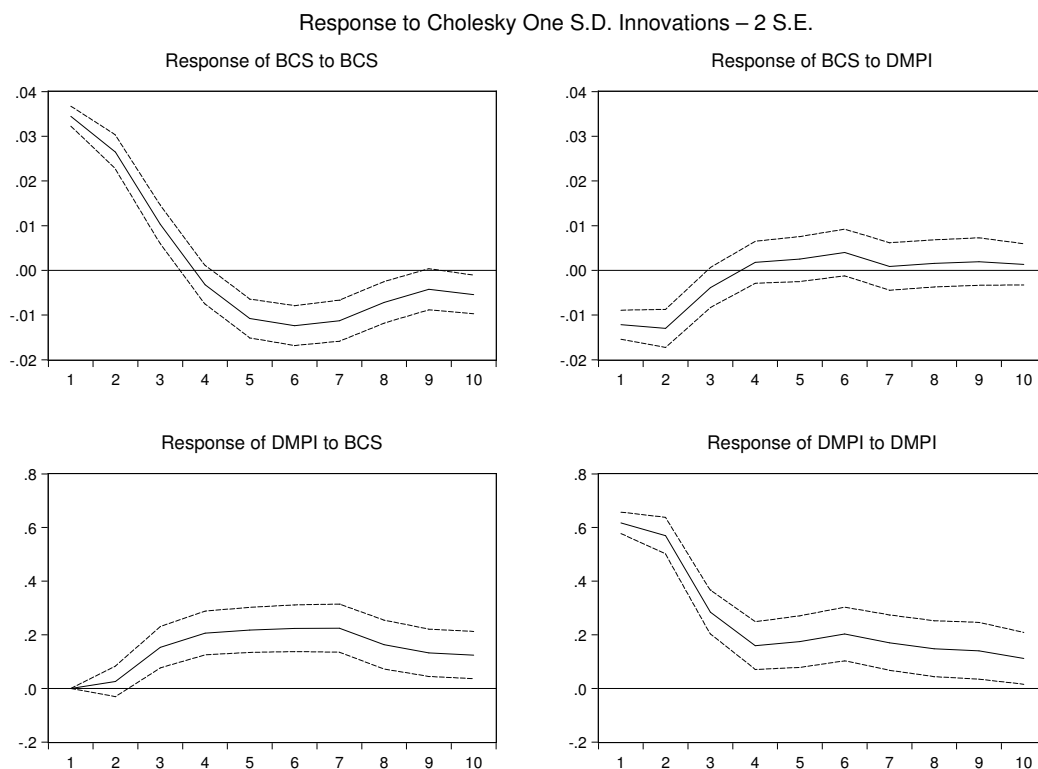 Response to Cholesky One S.D. Innovations – 2 S.E.
Response of BCS to BCS
.04
.03
.02
.01
.00
-.01
-.02
1 2 3 4 5 6 7 8 9 10
Response of BCS to DMPI
.04
.03
.02
.01
.00
-.01
-.02
1 2 3 4 5 6 7 8 9 10
Response of DMPI to BCS
.8
.6
.4
.2
.0
-.2
1 2 3 4 5 6 7 8 9 10
Response of DMPI to DMPI
.8
.6
.4
.2
.0
-.2
1 2 3 4 5 6 7 8 9 10